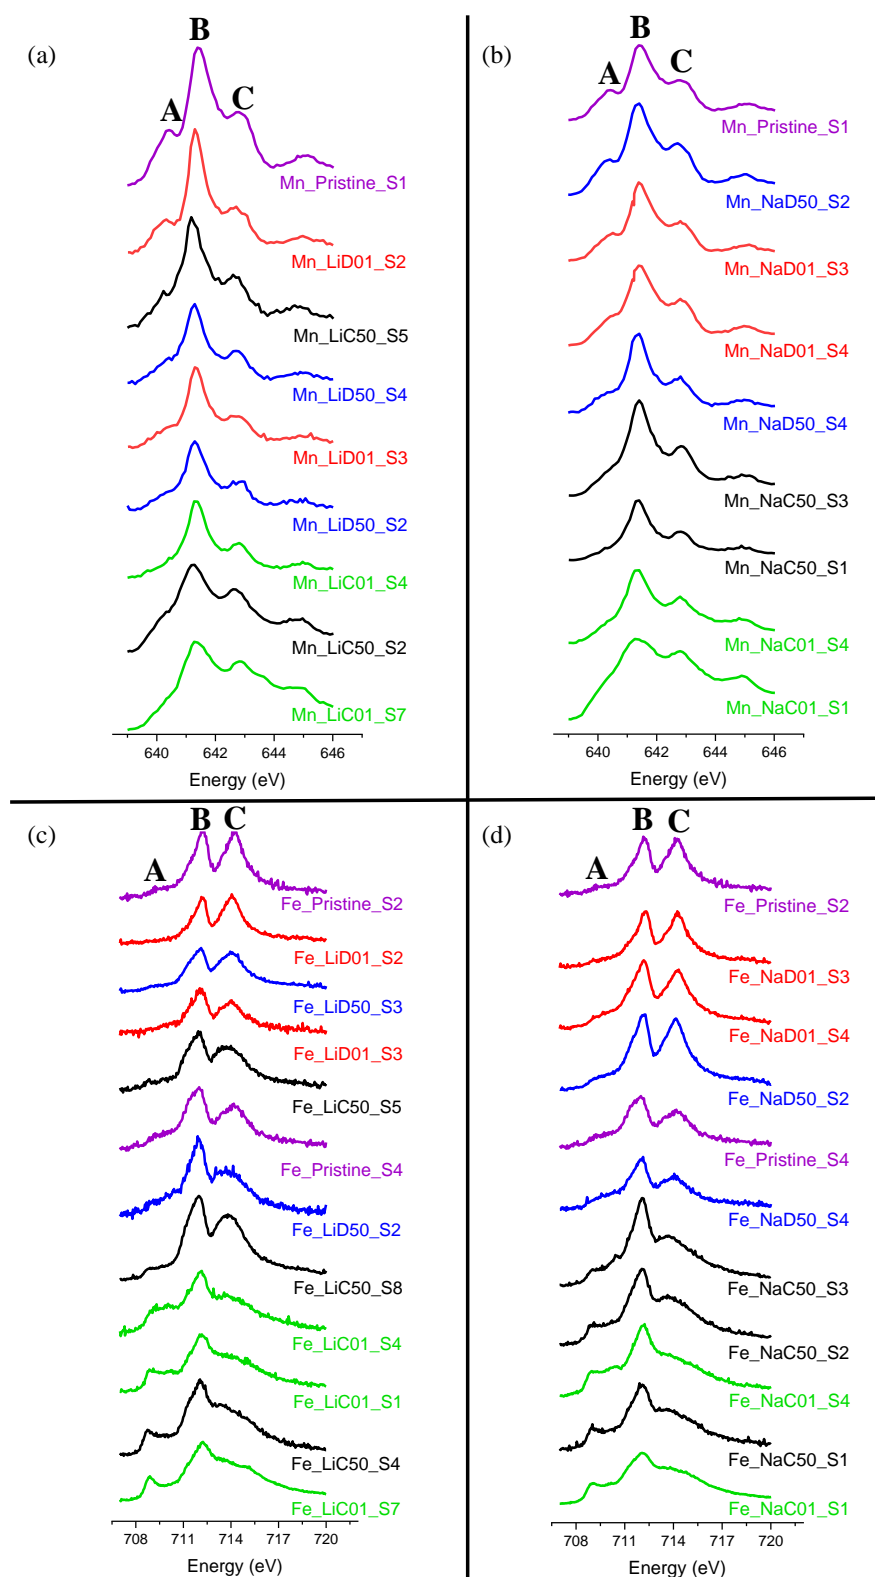 (a)
B
A
C
Mn_Pristine_S1
Mn_LiD01_S2
Mn_LiC50_S5
Mn_LiD50_S4
Mn_LiD01_S3
Mn_LiD50_S2
Mn_LiC01_S4
Mn_LiC50_S2
Mn_LiC01_S7
640 642 644 646
Energy (eV)
(b)
B
A
C
Mn_Pristine_S1
Mn_NaD50_S2
Mn_NaD01_S3
Mn_NaD01_S4
Mn_NaD50_S4
Mn_NaC50_S3
Mn_NaC50_S1
Mn_NaC01_S4
Mn_NaC01_S1
640 642 644 646
Energy (eV)
(c)
B C
A
Fe_Pristine_S2
Fe_LiD01_S2
Fe_LiD50_S3
Fe_LiD01_S3
Fe_LiC50_S5
Fe_Pristine_S4
Fe_LiD50_S2
Fe_LiC50_S8
Fe_LiC01_S4
Fe_LiC01_S1
Fe_LiC50_S4
Fe_LiC01_S7
708 711 714 717 720
Energy (eV)
(d)
B C
A
Fe_Pristine_S2
Fe_NaD01_S3
Fe_NaD01_S4
Fe_NaD50_S2
Fe_Pristine_S4
Fe_NaD50_S4
Fe_NaC50_S3
Fe_NaC50_S2
Fe_NaC01_S4
Fe_NaC50_S1
Fe_NaC01_S1
708 711 714 717 720
Energy (eV)